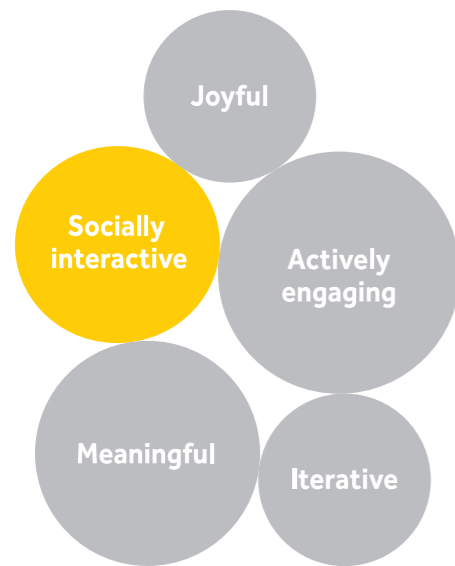 Joyful
Socially
interactive
Actively
engaging
Meaningful
Iterative